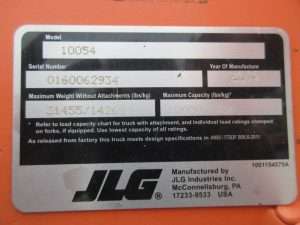 Model
10054
Serial Number
Year Of Manufacture
0160062934
Maximum Weight Without Attachments (lbs/kg)
Maximum Capacity (lbs/kg)*
* Refer to load capacity chart for truck with attachment, and individual load ratings stamped
on forks, if equipped. Use lowest capacity of all ratings.
As released from factory this truck meets design specifications in
JLG®
Manufactured by
JLG Industries Inc.
McConnellsburg, PA
17233-9533 USA